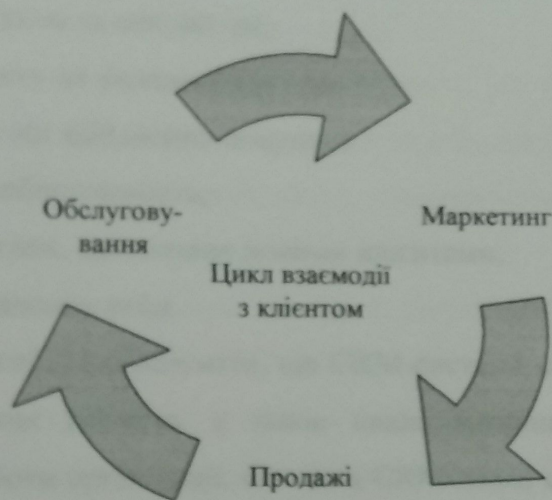 Обслугову-
вання
Маркетинг
Цикл взаємодії
з клієнтом
Продажі